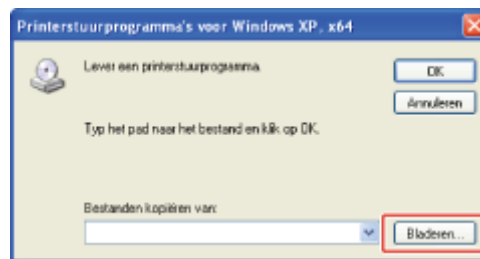 Printerstuurprogramma's voor Windows XP, x64
Lever een printerstuurprogramma.
OK
Annuleren
Typ het pad naar het bestand en klik op OK.
Bestanden kopiëren van:
Bladeren...